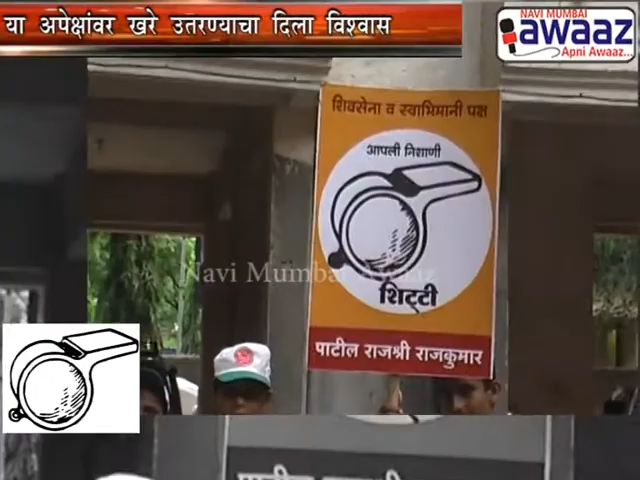 या अपेक्षांवर खरे उतरण्याचा दिला विश्वास
NAVI MUMBAI
awaaz
Apni Awaaz...
शिवसेना व स्वाभिमानी पक्ष
आपली निशाणी
Navi Mumbai Awaaz
शिट्टी
पाटील राजश्री राजकुमार